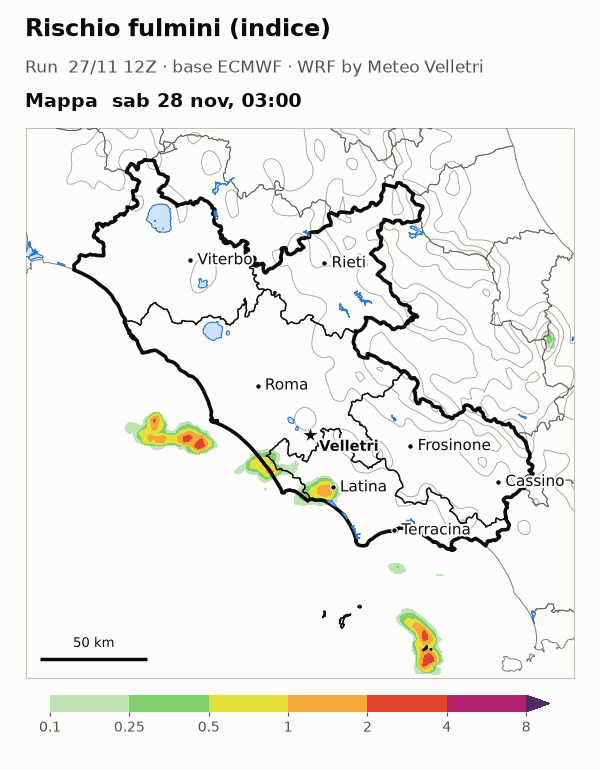 Rischio fulmini (indice)
Run  27/11 12Z · base ECMWF · WRF by Meteo Velletri
Mappa  sab 28 nov, 03:00
Viterbo
Rieti
Roma
Velletri
Frosinone
Cassino
Latina
Terracina
50 km
0.1 0.25 0.5 1 2 4 8